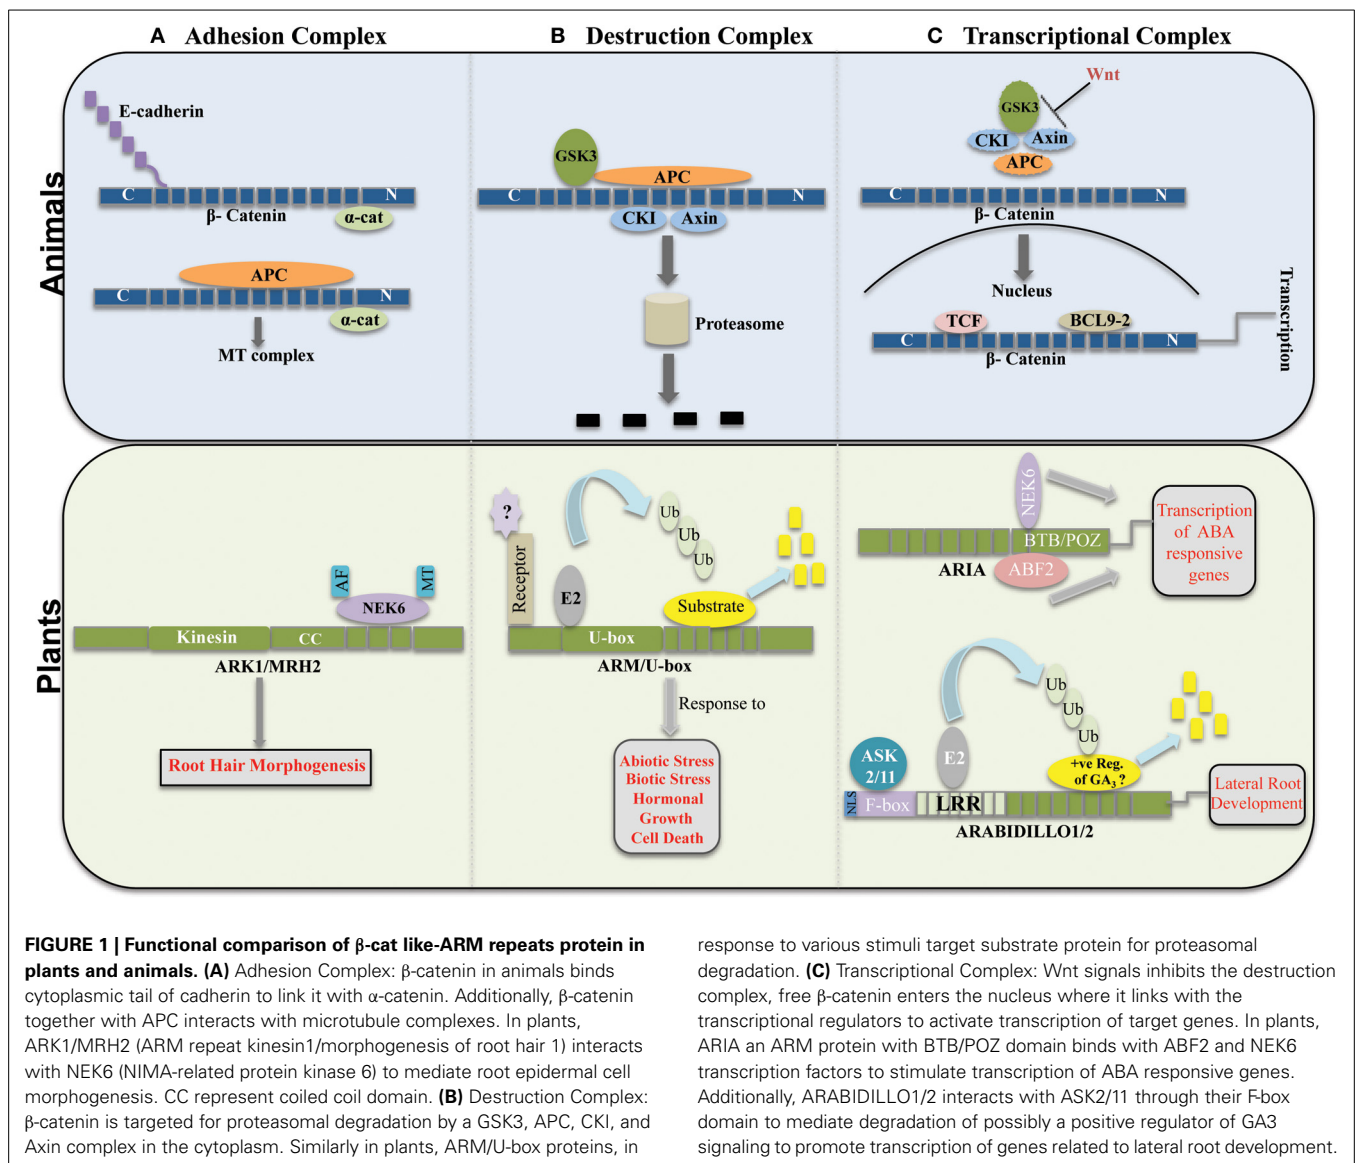 A Adhesion Complex
B Destruction Complex
C Transcriptional Complex
Animals
E-cadherin
C
N
β- Catenin
α-cat
APC
C
N
α-cat
MT complex
GSK3
APC
C
N
CKI
Axin
Proteasome
Wnt
GSK3
CKI
Axin
APC
C
N
β- Catenin
Nucleus
TCF
BCL9-2
C
N
β- Catenin
Transcription
Plants
AF
MT
NEK6
Kinesin
CC
ARK1/MRH2
Root Hair Morphogenesis
?
Receptor
E2
Ub
Ub
Ub
Substrate
U-box
ARM/U-box
Response to
Abiotic Stress
Biotic Stress
Hormonal
Growth
Cell Death
NEK6
BTB/POZ
ARIA
ABF2
Transcription
of ABA
responsive
genes
Ub
Ub
Ub
ASK
2/11
E2
+ve Reg.
of GA3 ?
NLS
F-box
LRR
ARABIDILLO1/2
Lateral Root
Development
FIGURE 1 | Functional comparison of β-cat like-ARM repeats protein in
plants and animals. (A) Adhesion Complex: β-catenin in animals binds
cytoplasmic tail of cadherin to link it with α-catenin. Additionally, β-catenin
together with APC interacts with microtubule complexes. In plants,
ARK1/MRH2 (ARM repeat kinesin1/morphogenesis of root hair 1) interacts
with NEK6 (NIMA-related protein kinase 6) to mediate root epidermal cell
morphogenesis. CC represent coiled coil domain. (B) Destruction Complex:
β-catenin is targeted for proteasomal degradation by a GSK3, APC, CKI, and
Axin complex in the cytoplasm. Similarly in plants, ARM/U-box proteins, in
response to various stimuli target substrate protein for proteasomal
degradation. (C) Transcriptional Complex: Wnt signals inhibits the destruction
complex, free β-catenin enters the nucleus where it links with the
transcriptional regulators to activate transcription of target genes. In plants,
ARIA an ARM protein with BTB/POZ domain binds with ABF2 and NEK6
transcription factors to stimulate transcription of ABA responsive genes.
Additionally, ARABIDILLO1/2 interacts with ASK2/11 through their F-box
domain to mediate degradation of possibly a positive regulator of GA3
signaling to promote transcription of genes related to lateral root development.